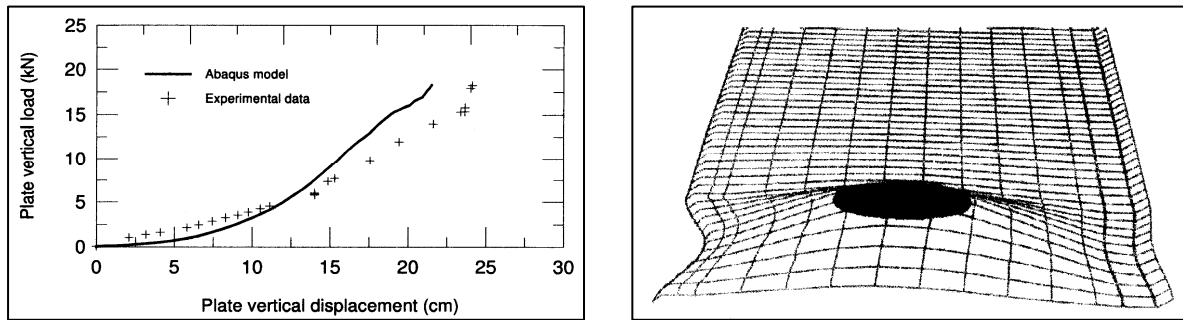 25
20
15
10
5
0
Plate vertical load (kN)
Abaqus model
Experimental data
0 5 10 15 20 25 30
Plate vertical displacement (cm)